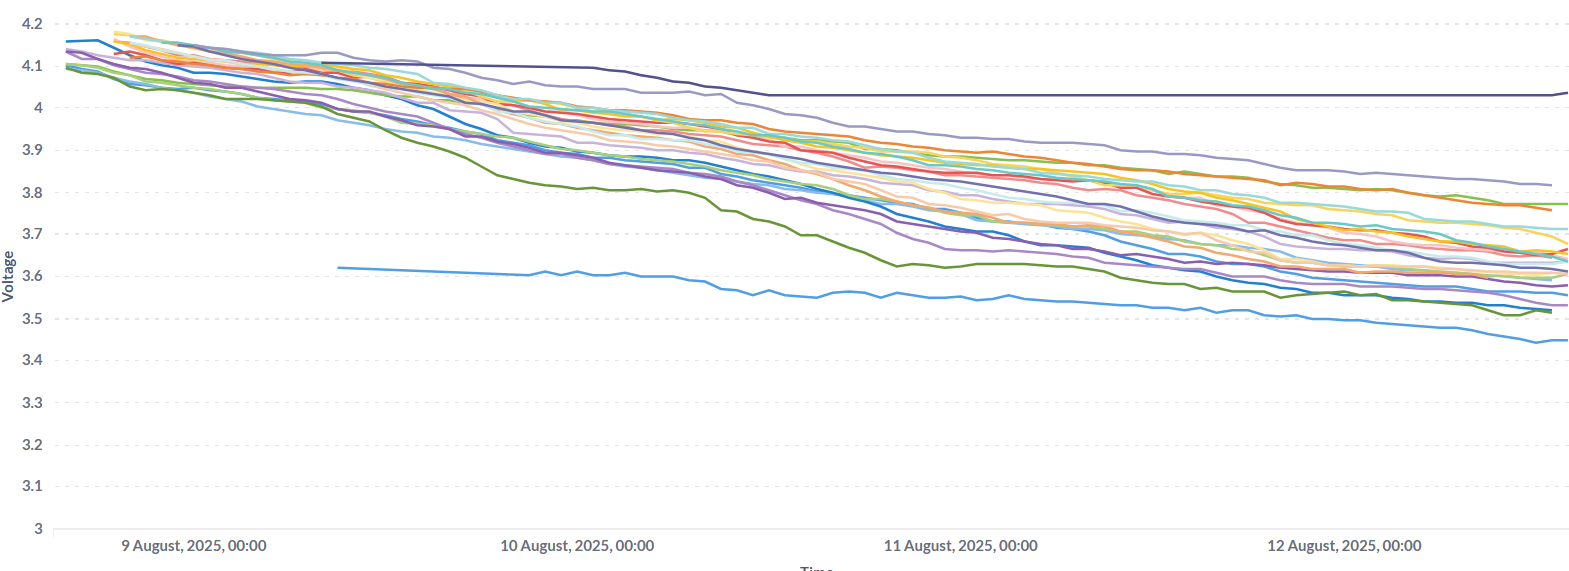 4.2
4.1
4
3.9
3.8
3.7
3.6
3.5
3.4
3.3
3.2
3.1
3
Voltage
9 August, 2025, 00:00
10 August, 2025, 00:00
11 August, 2025, 00:00
12 August, 2025, 00:00
Time